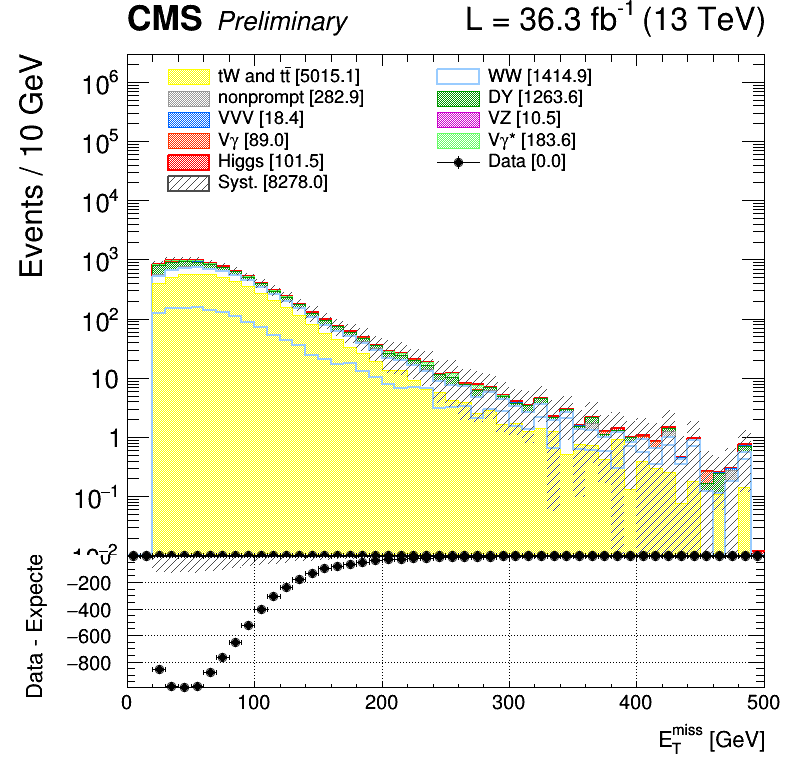 CMS Preliminary L = 36.3 fb⁻¹ (13 TeV)
Events / 10 GeV
tW and tt̄ [5015.1]
nonprompt [282.9]
VVV [18.4]
Vγ [89.0]
Higgs [101.5]
Syst. [8278.0]
WW [1414.9]
DY [1263.6]
VZ [10.5]
Vγ* [183.6]
Data [0.0]
10⁶
10⁵
10⁴
10³
10²
10
1
10⁻¹
Data - Expecte
−200
−400
−600
−800
0 100 200 300 400 500
E_T^miss [GeV]